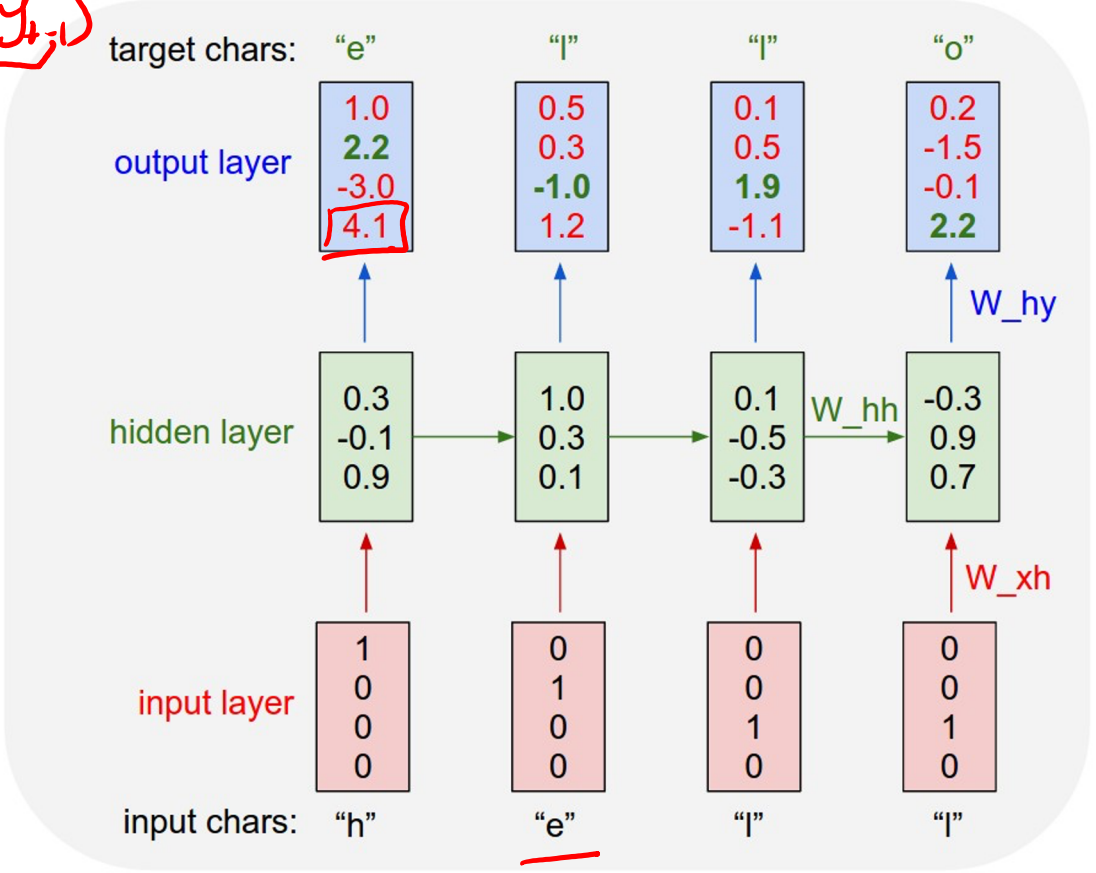 y_{t-1})
target chars: “e” “l” “l” “o”
1.0 0.5 0.1 0.2
output layer 2.2 0.3 0.5 -1.5
-3.0 -1.0 1.9 -0.1
4.1 1.2 -1.1 2.2
W_hy
0.3 1.0 0.1 W_hh -0.3
hidden layer -0.1 0.3 -0.5 0.9
0.9 0.1 -0.3 0.7
W_xh
1 0 0 0
input layer 0 1 0 0
0 0 1 1
0 0 0 0
input chars: “h” “e” “l” “l”